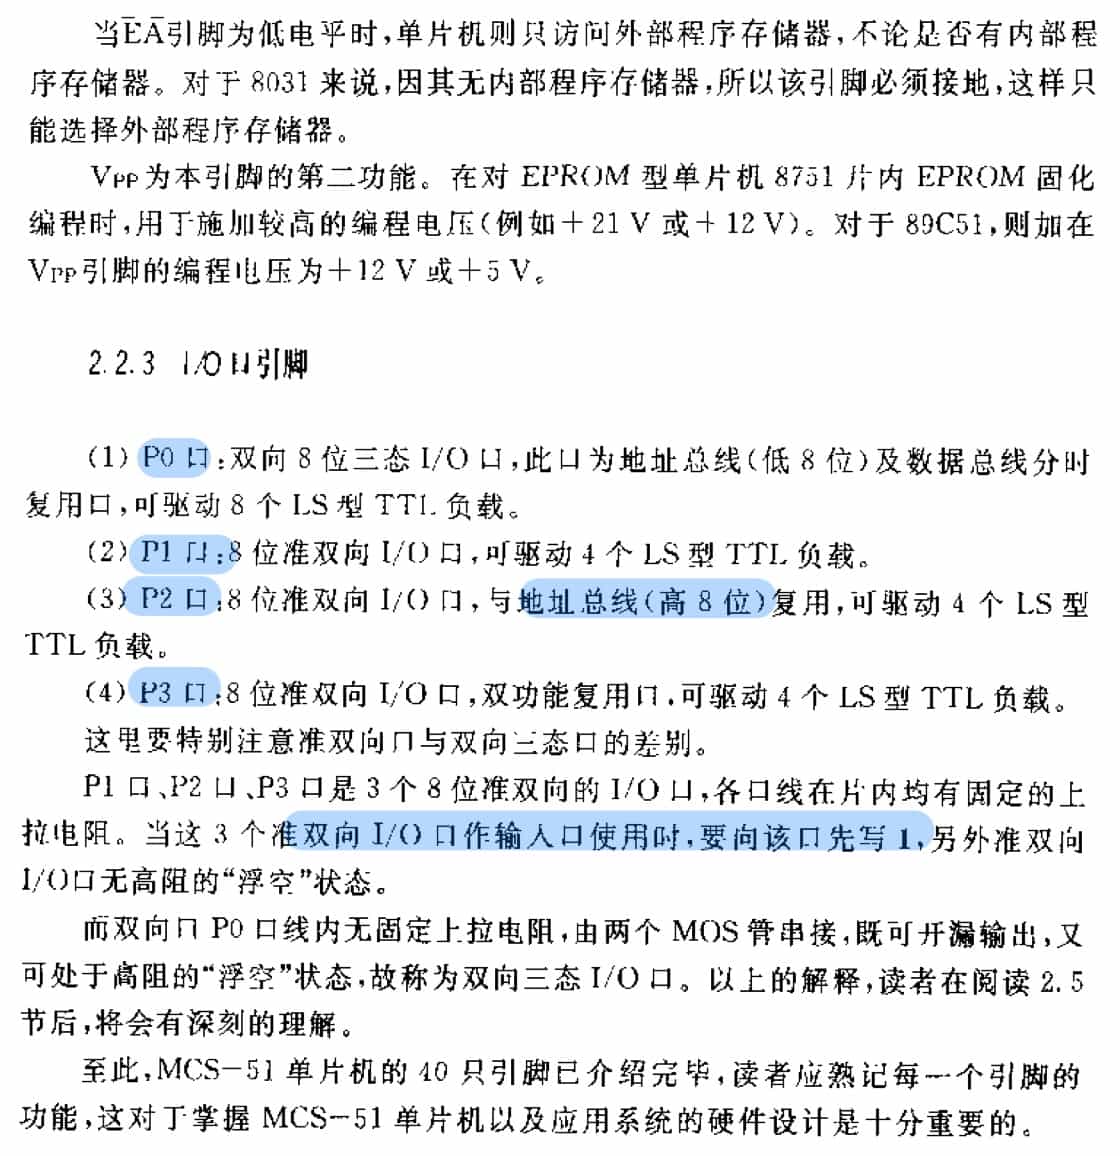 当E̅A̅引脚为低电平时,单片机则只访问外部程序存储器,不论是否有内部程
序存储器。对于 8031 来说,因其无内部程序存储器,所以该引脚必须接地,这样只
能选择外部程序存储器。
VPP为本引脚的第二功能。在对 EPROM 型单片机 8751 片内 EPROM 固化
编程时,用于施加较高的编程电压(例如+21 V 或+12 V)。对于 89C51,则加在
VPP引脚的编程电压为+12 V 或+5 V。
2.2.3 I/O 口引脚
(1) P0 口:双向 8 位三态 I/O 口,此口为地址总线(低 8 位)及数据总线分时
复用口,可驱动 8 个 LS 型 TTL 负载。
(2) P1 口:8 位准双向 I/O 口,可驱动 4 个 LS 型 TTL 负载。
(3) P2 口:8 位准双向 I/O 口,与地址总线(高 8 位)复用,可驱动 4 个 LS 型
TTL 负载。
(4) P3 口:8 位准双向 I/O 口,双功能复用口,可驱动 4 个 LS 型 TTL 负载。
这里要特别注意准双向口与双向三态口的差别。
P1 口、P2 口、P3 口是 3 个 8 位准双向的 I/O 口,各口线在片内均有固定的上
拉电阻。当这 3 个准双向 I/O 口作输入口使用时,要向该口先写 1,另外准双向
I/O口无高阻的“浮空”状态。
而双向口 P0 口线内无固定上拉电阻,由两个 MOS 管串接,既可开漏输出,又
可处于高阻的“浮空”状态,故称为双向三态 I/O 口。以上的解释,读者在阅读 2.5
节后,将会有深刻的理解。
至此,MCS-51 单片机的 40 只引脚已介绍完毕,读者应熟记每一个引脚的
功能,这对于掌握 MCS-51 单片机以及应用系统的硬件设计是十分重要的。